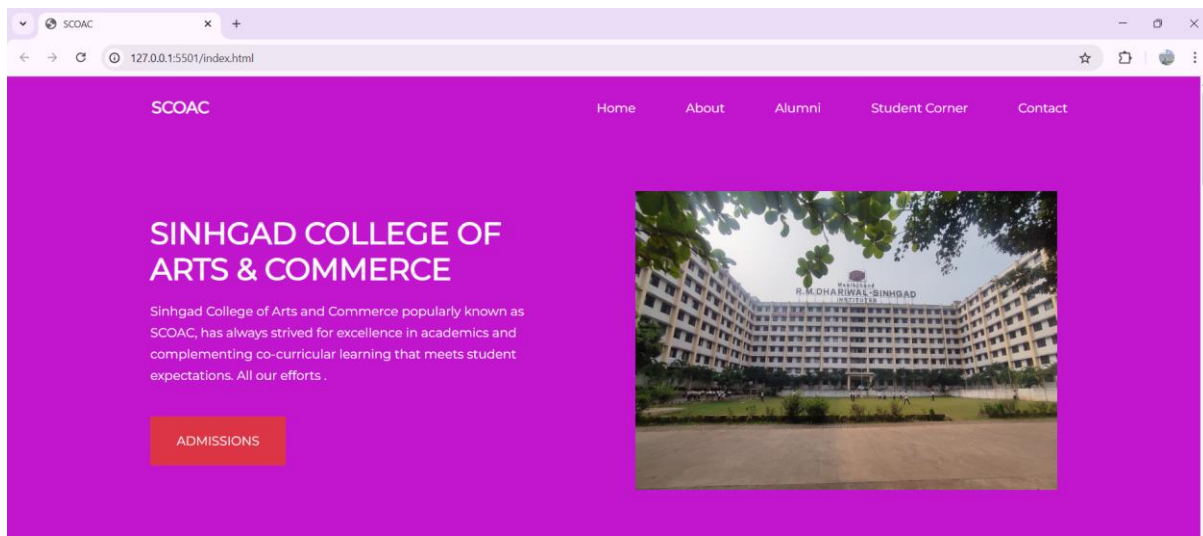 SCOAC
127.0.0.1:5501/index.html
SCOAC
Home About Alumni Student Corner Contact
SINHGAD COLLEGE OF
ARTS & COMMERCE
Sinhgad College of Arts and Commerce popularly known as
SCOAC, has always strived for excellence in academics and
complementing co-curricular learning that meets student
expectations. All our efforts .
ADMISSIONS
R.M.DHARIWAL-SINHGAD
INSTITUTES